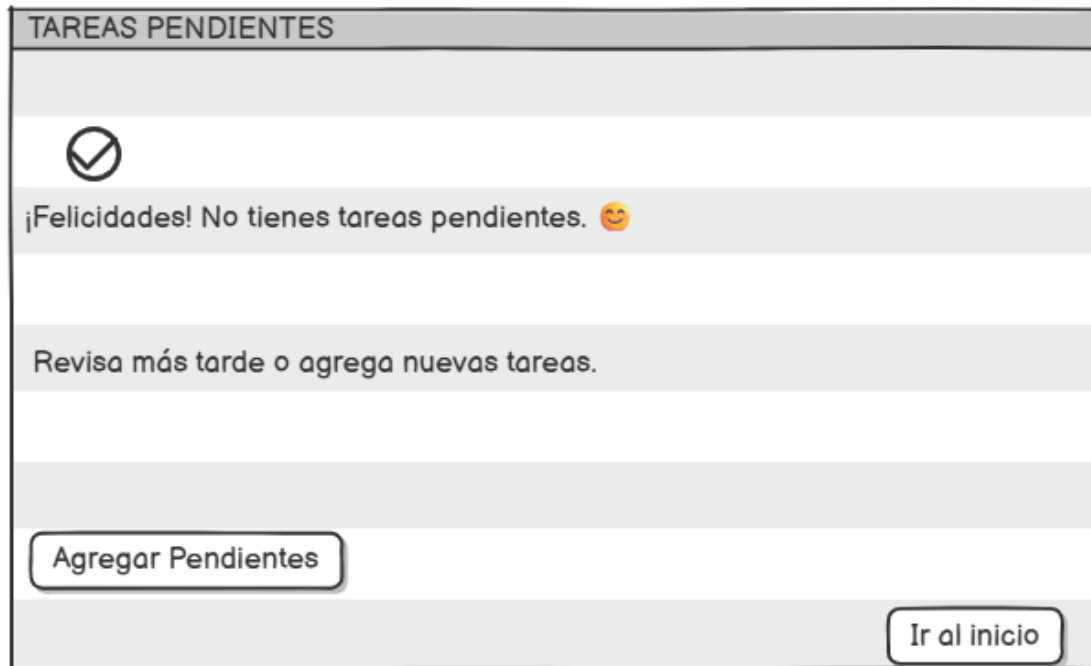 TAREAS PENDIENTES
¡Felicidades! No tienes tareas pendientes. 😊
Revisa más tarde o agrega nuevas tareas.
Agregar Pendientes
Ir al inicio